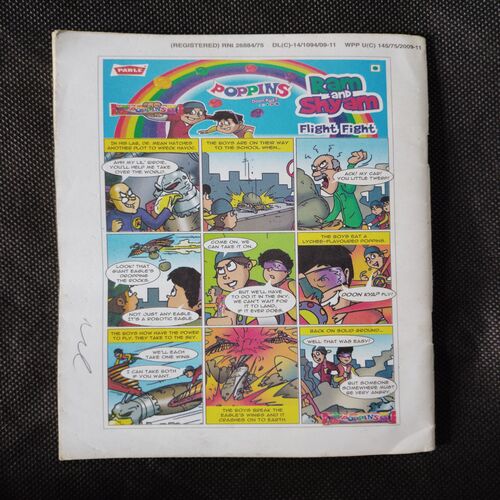 (REGISTERED) RNI 26884/75 DL(C)-14/1094/09-11 WPP U(C) 145/75/2009-11
PARLE
POPPINS
Ram
and
Shyam
Flight Fight
IN HIS LAB, DR. MEAN HATCHES
ANOTHER PLOT TO WREAK HAVOC.
AHH MY LIL' BIRDIE,
YOU'LL HELP ME TAKE
OVER THE WORLD.
THE BOYS ARE ON THEIR WAY
TO THE SCHOOL WHEN...
ACK! MY CAR!
YOU LITTLE TWERP!
LOOK! THAT
GIANT EAGLE'S
DROPPING
THE ROCKS.
NOT JUST ANY EAGLE.
IT'S A ROBOTIC EAGLE.
COME ON, WE
CAN TAKE IT ON.
BUT WE'LL HAVE
TO DO IT IN THE SKY.
WE CAN'T WAIT
FOR IT TO LAND,
IF IT EVER DOES.
THE BOYS EAT A
LYCHEE-FLAVOURED POPPINS.
DOON KYA? FLY!
THE BOYS NOW HAVE THE POWER
TO FLY. THEY TAKE TO THE SKY.
WE'LL EACH
TAKE ONE WING.
I CAN TAKE BOTH
IF YOU WANT.
THE BOYS BREAK THE
EAGLE'S WINGS AND IT
CRASHES DOWN TO EARTH.
BACK ON SOLID GROUND...
WELL THAT WAS EASY!
BUT SOMEONE
SOMEWHERE MUST
BE VERY ANGRY.
POPPINS